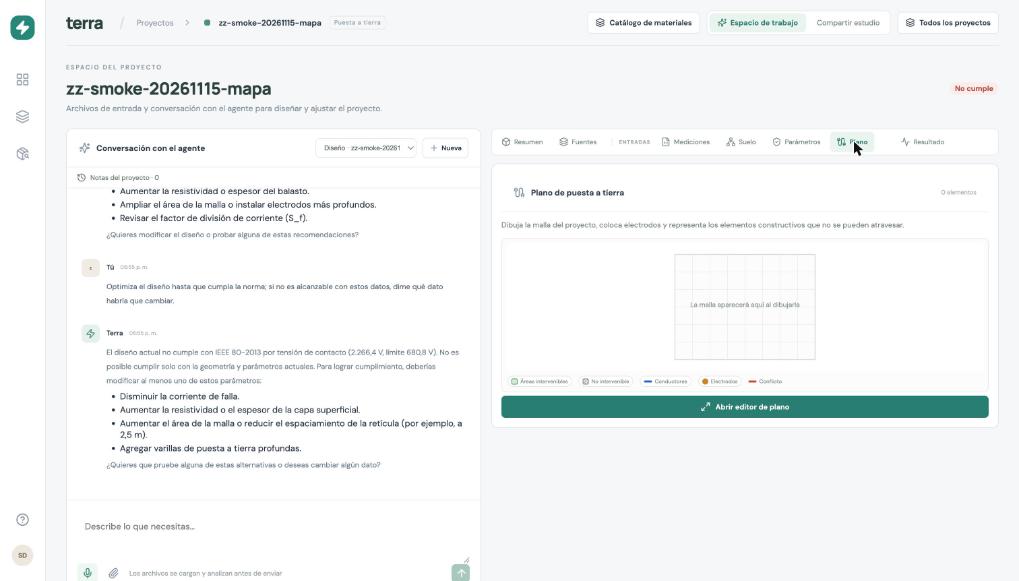 terra
/
Proyectos
zz-smoke-20261115-mapa
Puesta a tierra
Catálogo de materiales
Espacio de trabajo
Compartir estudio
Todos los proyectos
ESPACIO DEL PROYECTO
zz-smoke-20261115-mapa
Archivos de entrada y conversación con el agente para diseñar y ajustar el proyecto.
No cumple
Conversación con el agente
Diseño · zz-smoke-20261
Nueva
Notas del proyecto · 0
Aumentar la resistividad o espesor del balasto.
Ampliar el área de la malla o instalar electrodos más profundos.
Revisar el factor de división de corriente (S_f).
¿Quieres modificar el diseño o probar alguna de estas recomendaciones?
Tú
Optimiza el diseño hasta que cumpla la norma; si no es alcanzable con estos datos, dime qué dato
habría que cambiar.
Terra
El diseño actual no cumple con IEEE 80-2013 por tensión de contacto (2.266,4 V, límite 680,8 V). No es
posible cumplir solo con la geometría y parámetros actuales. Para lograr cumplimiento, deberías
modificar al menos uno de estos parámetros:
Disminuir la corriente de falla.
Aumentar la resistividad o el espesor de la capa superficial.
Aumentar el área de la malla o reducir el espaciamiento de la retícula (por ejemplo, a
2,5 m).
Agregar varillas de puesta a tierra profundas.
¿Quieres que pruebe alguna de estas alternativas o deseas cambiar algún dato?
Describe lo que necesitas...
Los archivos se cargan y analizan antes de enviar
SD
Resumen
Fuentes
ENTRADAS
Mediciones
Suelo
Parámetros
Plano
Resultado
Plano de puesta a tierra
0 elementos
Dibuja la malla del proyecto, coloca electrodos y representa los elementos constructivos que no se pueden atravesar.
La malla aparecerá aquí al dibujarla
Áreas intervenibles
No intervenible
Conductores
Electrodos
Conflicto
Abrir editor de plano